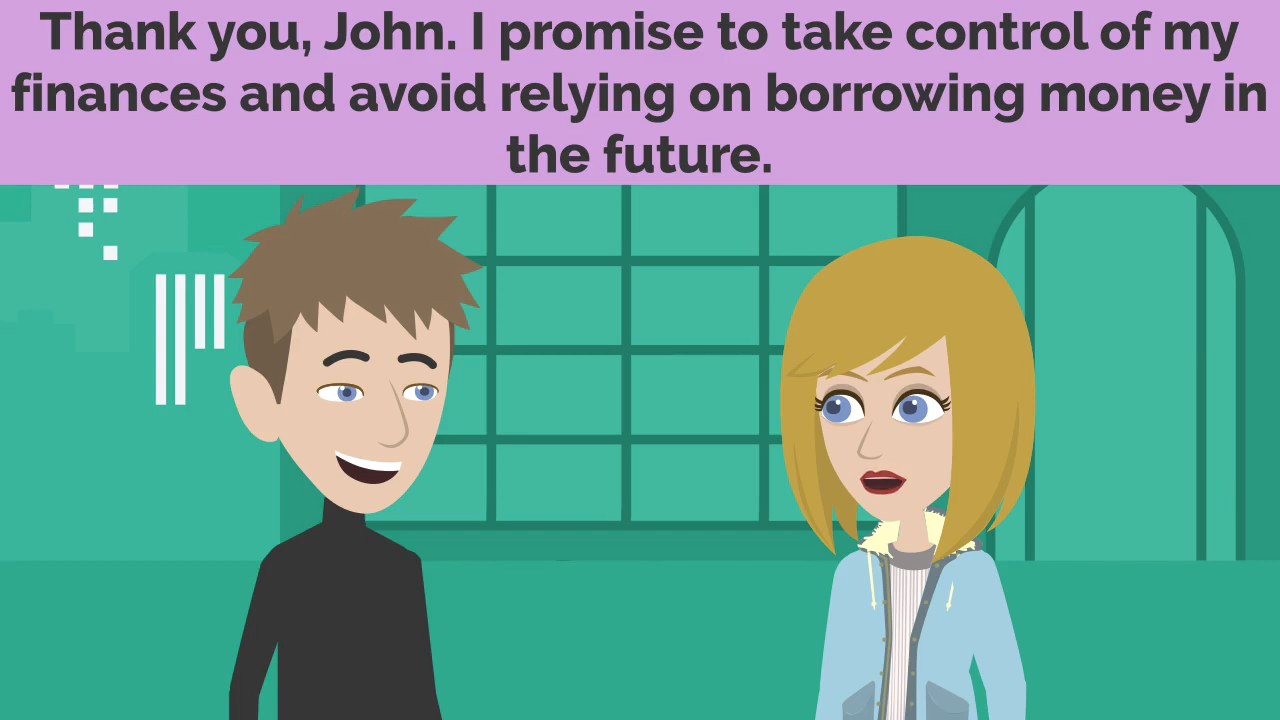 Thank you, John. I promise to take control of my
finances and avoid relying on borrowing money in
the future.